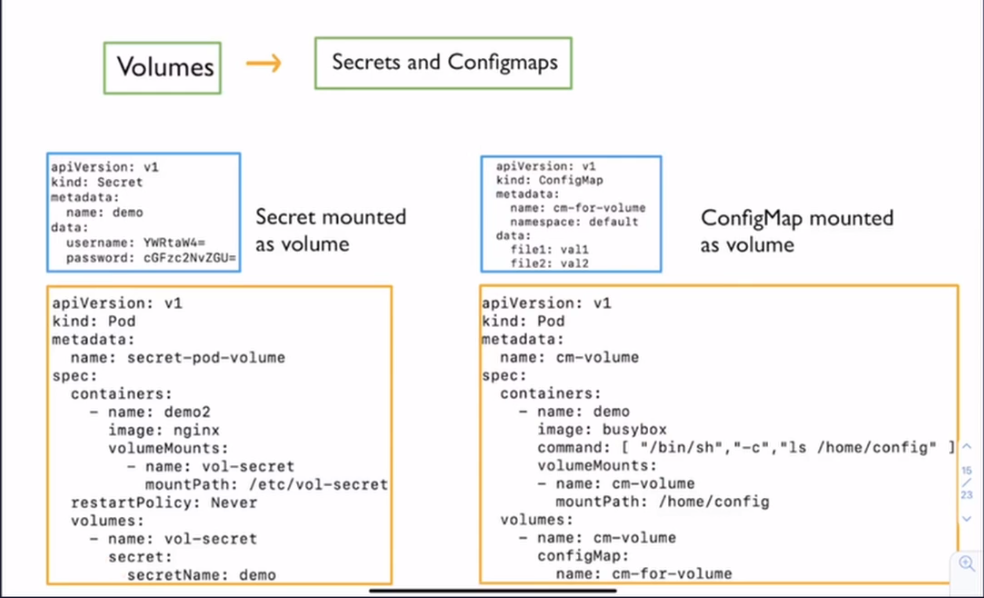 Volumes → Secrets and Configmaps
apiVersion: v1
kind: Secret
metadata:
  name: demo
data:
  username: YWRtaW4=
  password: cGFzc2NvZGU=
Secret mounted
as volume
apiVersion: v1
kind: ConfigMap
metadata:
  name: cm-for-volume
  namespace: default
data:
  file1: val1
  file2: val2
ConfigMap mounted
as volume
apiVersion: v1
kind: Pod
metadata:
  name: secret-pod-volume
spec:
  containers:
    - name: demo2
      image: nginx
      volumeMounts:
        - name: vol-secret
          mountPath: /etc/vol-secret
  restartPolicy: Never
  volumes:
    - name: vol-secret
      secret:
        secretName: demo
apiVersion: v1
kind: Pod
metadata:
  name: cm-volume
spec:
  containers:
    - name: demo
      image: busybox
      command: [ "/bin/sh","-c","ls /home/config" ]
      volumeMounts:
      - name: cm-volume
        mountPath: /home/config
  volumes:
    - name: cm-volume
      configMap:
        name: cm-for-volume
15
/
23